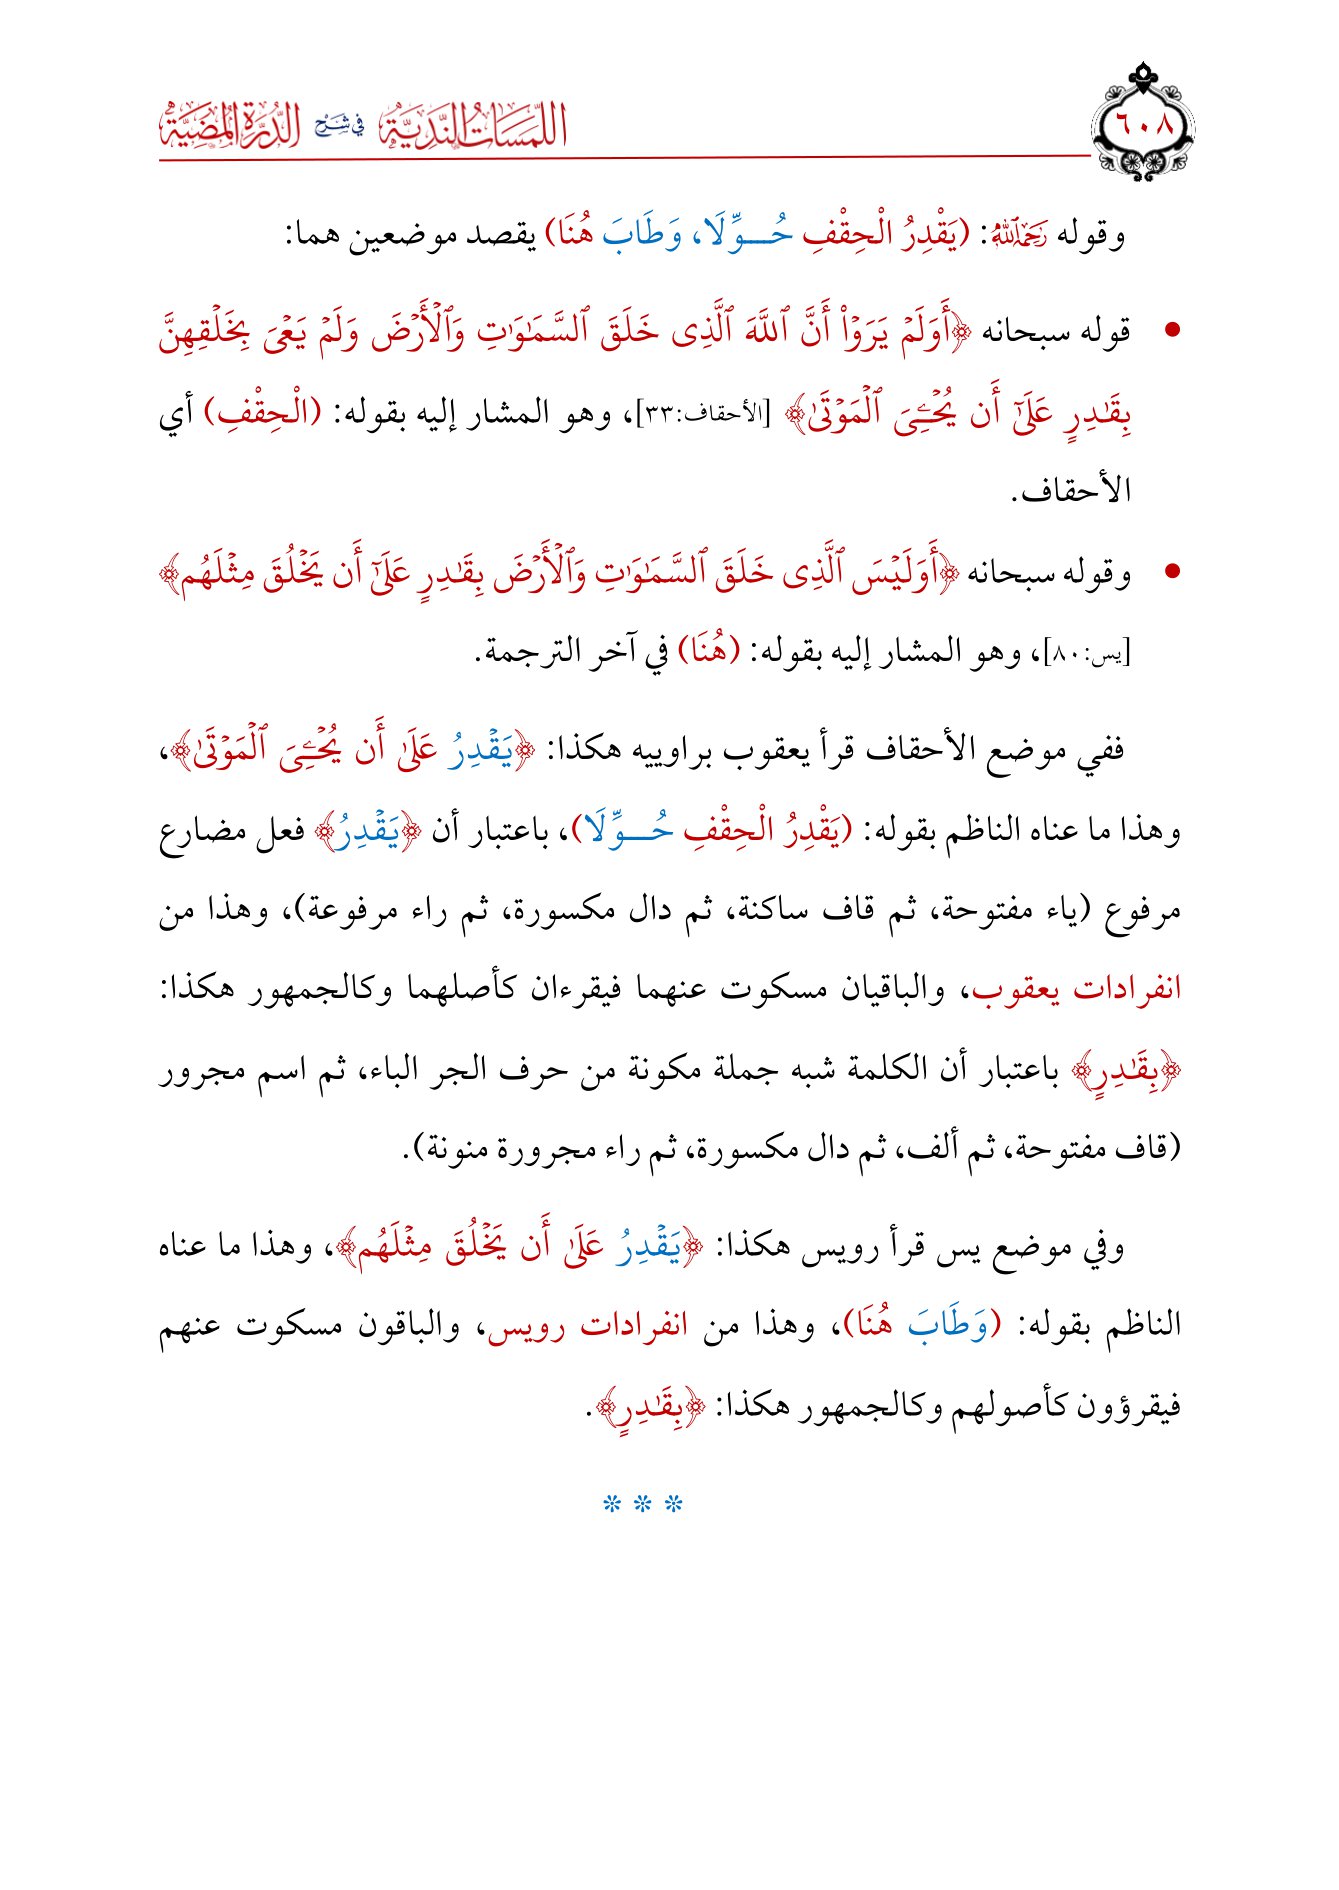 اللمسات الندية في شرح الدرة المضية
٦٠٨
وقوله رَحِمَهُ ٱللَّهُ: (يَقْدِرُ الْحِقْفِ حُـــوِّلَا، وَطَابَ هُنَا) يقصد موضعين هما:
• قوله سبحانه ﴿أَوَلَمۡ يَرَوۡاْ أَنَّ ٱللَّهَ ٱلَّذِى خَلَقَ ٱلسَّمَٰوَٰتِ وَٱلۡأَرۡضَ وَلَمۡ يَعۡىَ بِخَلۡقِهِنَّ
بِقَٰدِرٍ عَلَىٰٓ أَن يُحۡـِۧىَ ٱلۡمَوۡتَىٰ﴾ [الأحقاف:٣٣]، وهو المشار إليه بقوله: (الْحِقْفِ) أي
الأحقاف.
• وقوله سبحانه ﴿أَوَلَيۡسَ ٱلَّذِى خَلَقَ ٱلسَّمَٰوَٰتِ وَٱلۡأَرۡضَ بِقَٰدِرٍ عَلَىٰٓ أَن يَخۡلُقَ مِثۡلَهُم﴾
[يس:٨٠]، وهو المشار إليه بقوله: (هُنَا) في آخر الترجمة.
ففي موضع الأحقاف قرأ يعقوب براوييه هكذا: ﴿يَقۡدِرُ عَلَىٰ أَن يُحۡـِۧىَ ٱلۡمَوۡتَىٰ﴾،
وهذا ما عناه الناظم بقوله: (يَقْدِرُ الْحِقْفِ حُـــوِّلَا)، باعتبار أن ﴿يَقۡدِرُ﴾ فعل مضارع
مرفوع (ياء مفتوحة، ثم قاف ساكنة، ثم دال مكسورة، ثم راء مرفوعة)، وهذا من
انفرادات يعقوب، والباقيان مسكوت عنهما فيقرءان كأصلهما وكالجمهور هكذا:
﴿بِقَٰدِرٍ﴾ باعتبار أن الكلمة شبه جملة مكونة من حرف الجر الباء، ثم اسم مجرور
(قاف مفتوحة، ثم ألف، ثم دال مكسورة، ثم راء مجرورة منونة).
وفي موضع يس قرأ رويس هكذا: ﴿يَقۡدِرُ عَلَىٰ أَن يَخۡلُقَ مِثۡلَهُم﴾، وهذا ما عناه
الناظم بقوله: (وَطَابَ هُنَا)، وهذا من انفرادات رويس، والباقون مسكوت عنهم
فيقرؤون كأصولهم وكالجمهور هكذا: ﴿بِقَٰدِرٍ﴾.
* * *